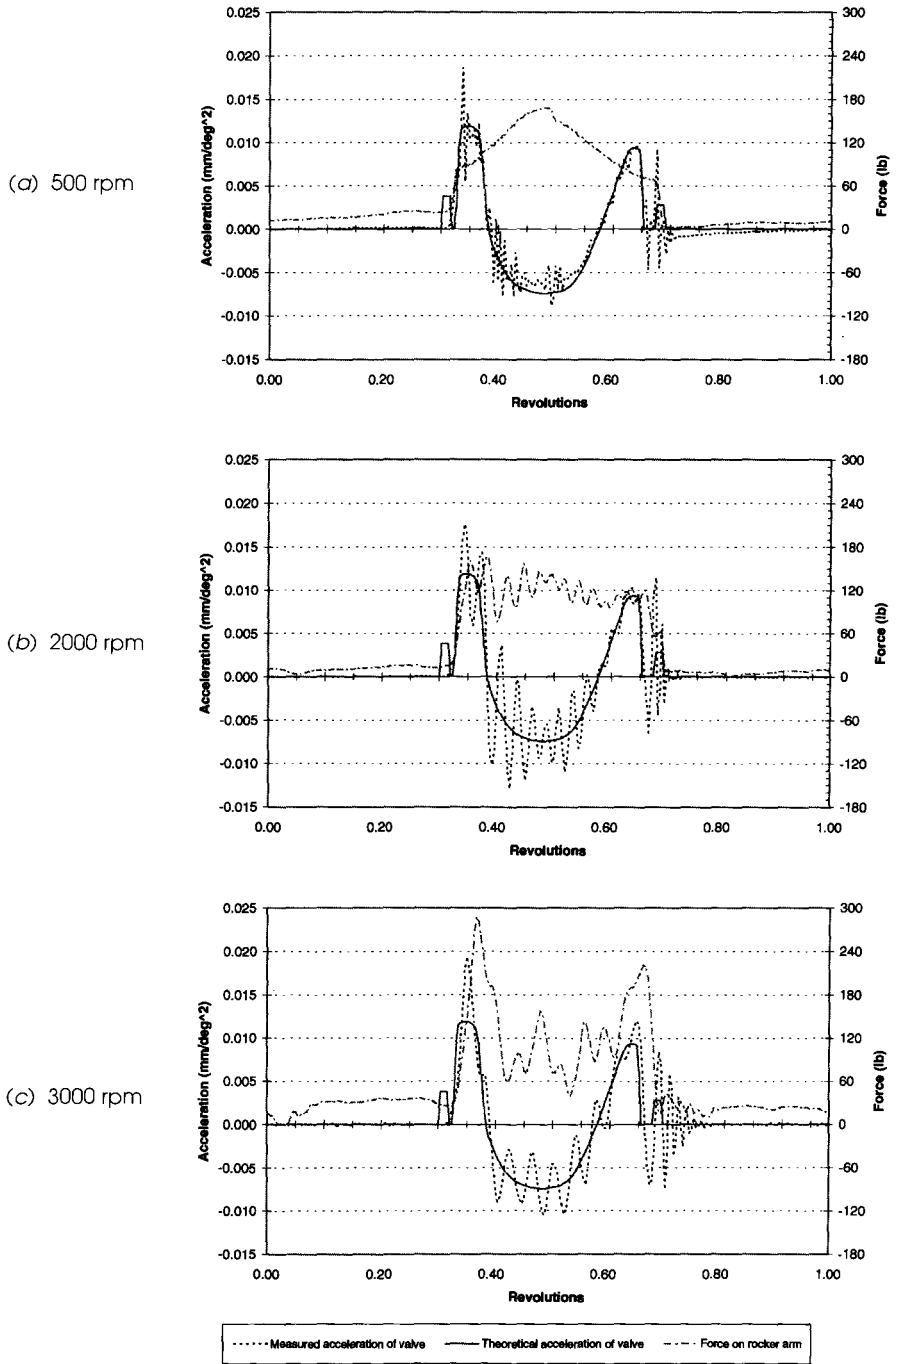 0.025 300
0.020 240
0.015 180
0.010 120
0.005 60
0.000 0
-0.005 -60
-0.010 -120
-0.015 -180
Acceleration (mm/deg^2)
Force (lb)
(a) 500 rpm
0.00 0.20 0.40 0.60 0.80 1.00
Revolutions
0.025 300
0.020 240
0.015 180
0.010 120
0.005 60
0.000 0
-0.005 -60
-0.010 -120
-0.015 -180
Acceleration (mm/deg^2)
Force (lb)
(b) 2000 rpm
0.00 0.20 0.40 0.60 0.80 1.00
Revolutions
0.025 300
0.020 240
0.015 180
0.010 120
0.005 60
0.000 0
-0.005 -60
-0.010 -120
-0.015 -180
Acceleration (mm/deg^2)
Force (lb)
(c) 3000 rpm
0.00 0.20 0.40 0.60 0.80 1.00
Revolutions
Measured acceleration of valve Theoretical acceleration of valve Force on rocker arm